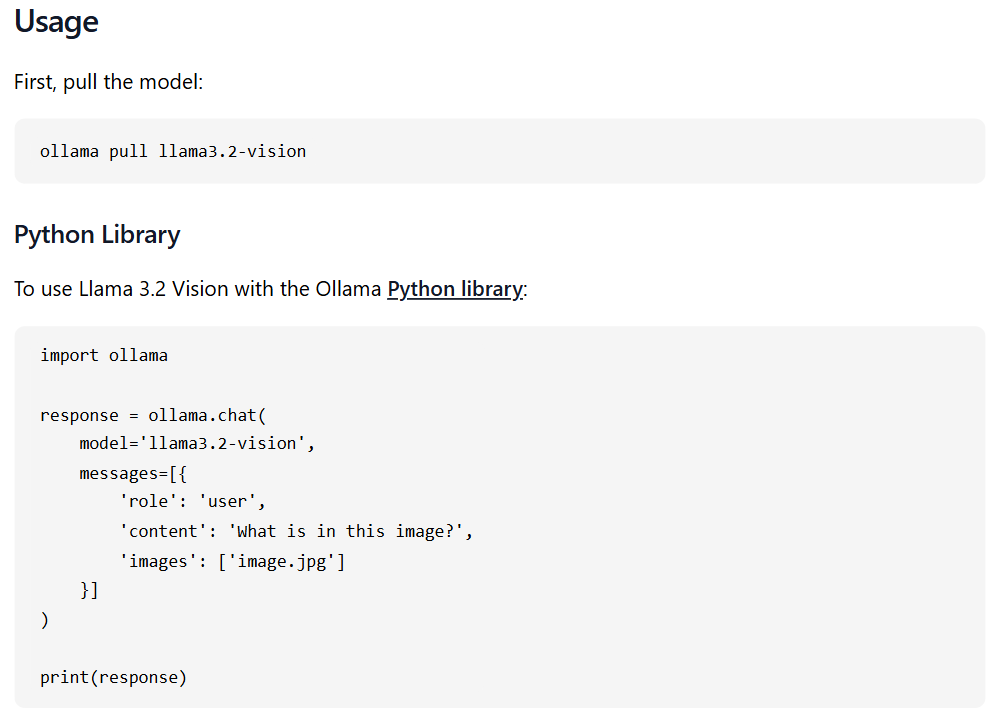 Usage
First, pull the model:
ollama pull llama3.2-vision
Python Library
To use Llama 3.2 Vision with the Ollama Python library:
import ollama

response = ollama.chat(
    model='llama3.2-vision',
    messages=[{
        'role': 'user',
        'content': 'What is in this image?',
        'images': ['image.jpg']
    }]
)

print(response)